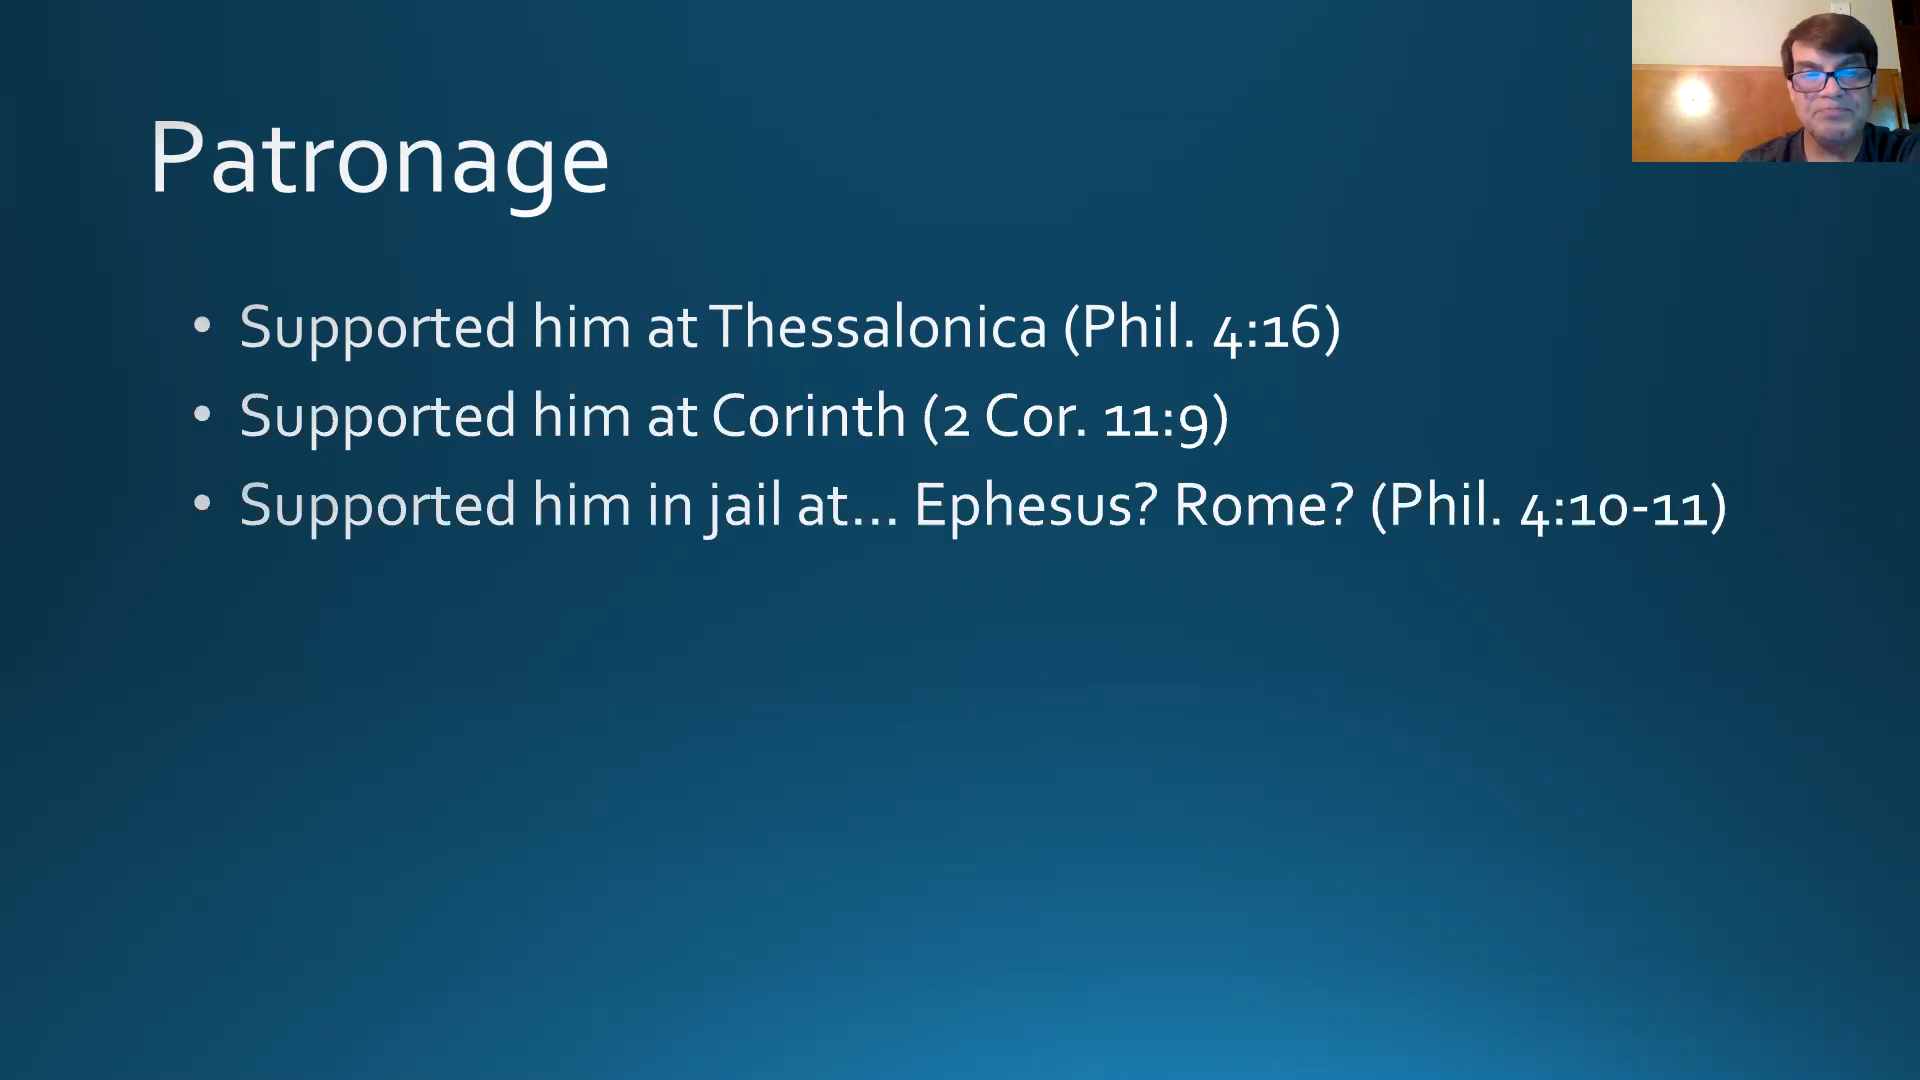 Patronage
• Supported him at Thessalonica (Phil. 4:16)
• Supported him at Corinth (2 Cor. 11:9)
• Supported him in jail at... Ephesus? Rome? (Phil. 4:10-11)